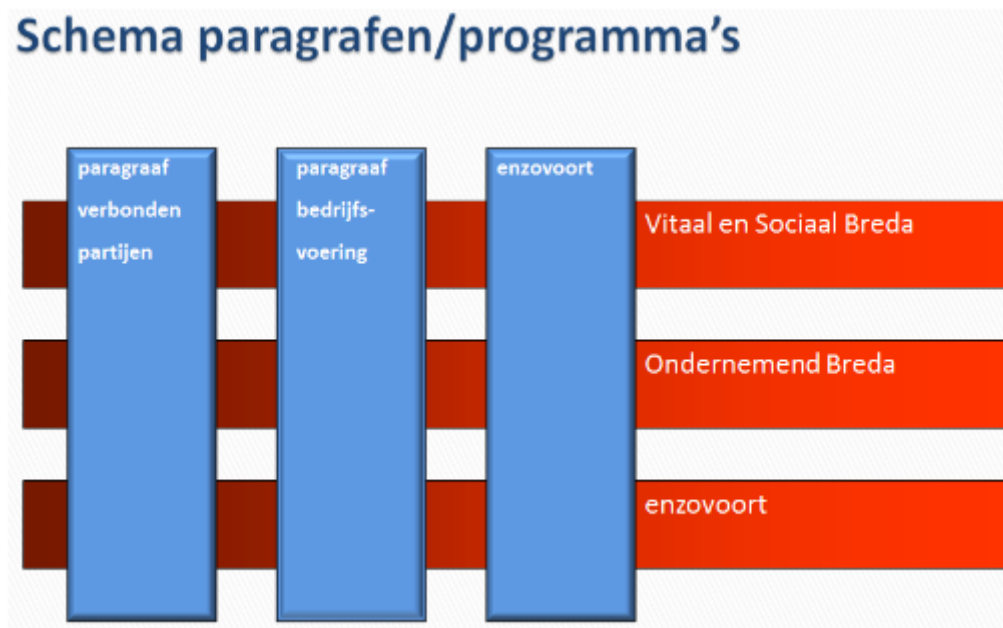 Schema paragrafen/programma's
paragraaf
verbonden
partijen
paragraaf
bedrijfs-
voering
enzovoort
Vitaal en Sociaal Breda
Ondernemend Breda
enzovoort